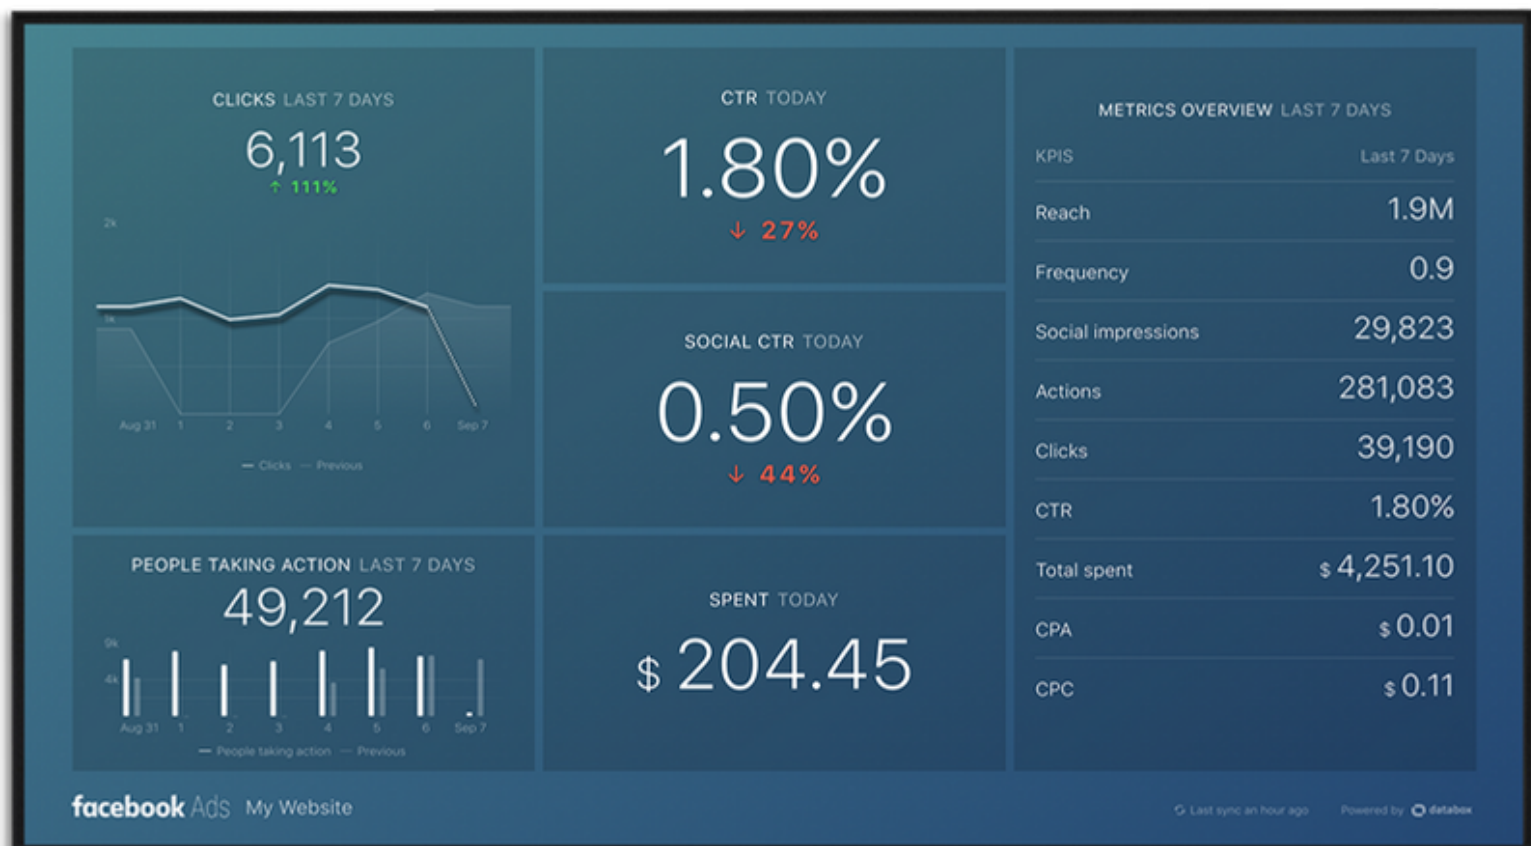 CLICKS LAST 7 DAYS
6,113
↑ 111%
2k
1k
Aug 31 1 2 3 4 5 6 Sep 7
Clicks Previous
PEOPLE TAKING ACTION LAST 7 DAYS
49,212
9k
4k
Aug 31 1 2 3 4 5 6 Sep 7
People taking action Previous
CTR TODAY
1.80%
↓ 27%
SOCIAL CTR TODAY
0.50%
↓ 44%
SPENT TODAY
$ 204.45
METRICS OVERVIEW LAST 7 DAYS
KPIS Last 7 Days
Reach 1.9M
Frequency 0.9
Social impressions 29,823
Actions 281,083
Clicks 39,190
CTR 1.80%
Total spent $ 4,251.10
CPA $ 0.01
CPC $ 0.11
facebook Ads My Website
Last sync an hour ago Powered by databox